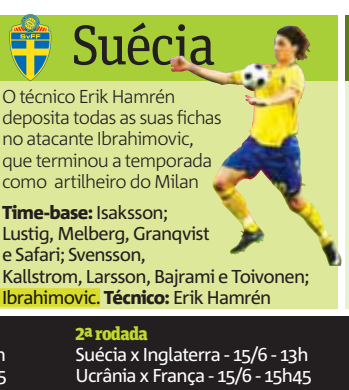 SvFF
Suécia
O técnico Erik Hamrén
deposita todas as suas fichas
no atacante Ibrahimovic,
que terminou a temporada
como artilheiro do Milan
Time-base: Isaksson;
Lustig, Melberg, Granqvist
e Safari; Svensson,
Kallstrom, Larsson, Bajrami e Toivonen;
Ibrahimovic. Técnico: Erik Hamrén
2ª rodada
h
Suécia x Inglaterra - 15/6 - 13h
5
Ucrânia x França - 15/6 - 15h45